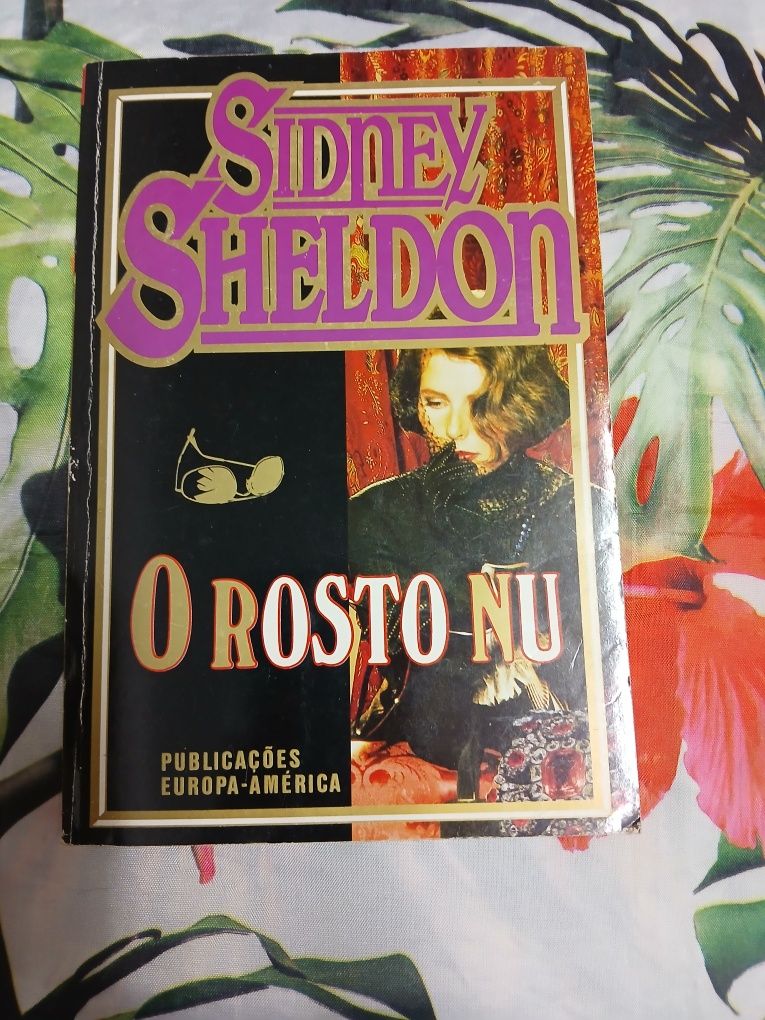 SIDNEY
SHELDON
O ROSTO NU
PUBLICAÇÕES
EUROPA-AMÉRICA